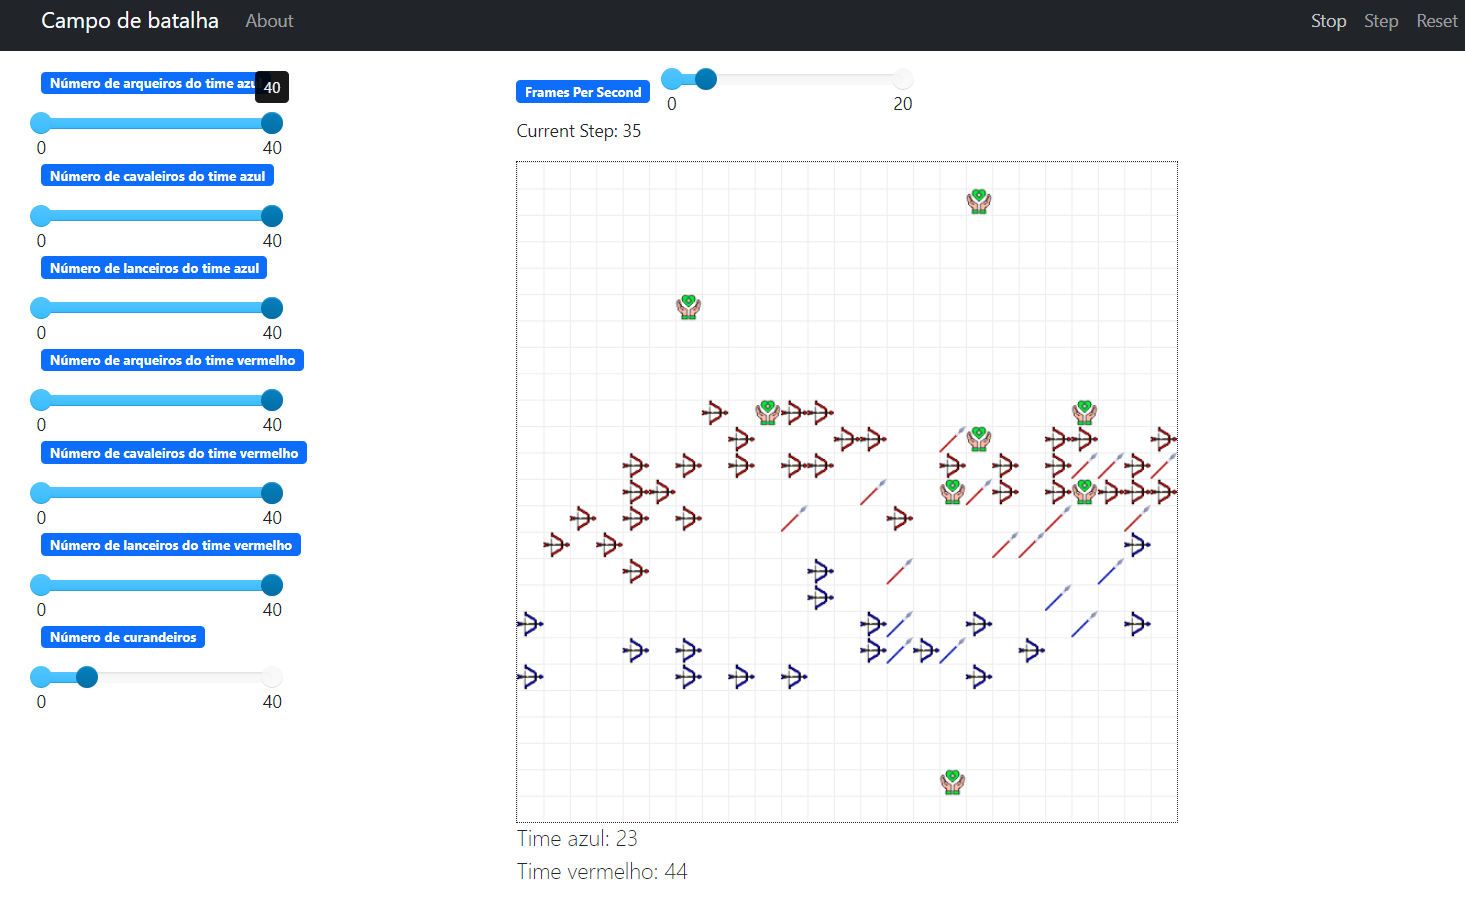 Campo de batalha About Stop Step Reset
Número de arqueiros do time azul
40
0 40
Número de cavaleiros do time azul
0 40
Número de lanceiros do time azul
0 40
Número de arqueiros do time vermelho
0 40
Número de cavaleiros do time vermelho
0 40
Número de lanceiros do time vermelho
0 40
Número de curandeiros
0 40
Frames Per Second
0 20
Current Step: 35
Time azul: 23
Time vermelho: 44